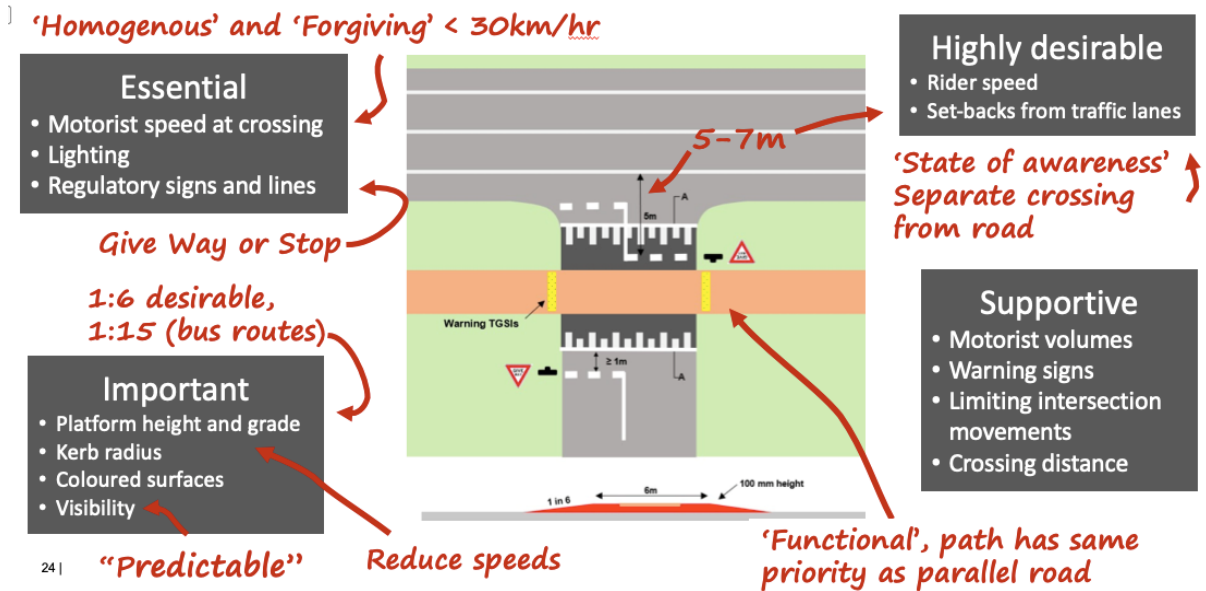 ‘Homogenous’ and ‘Forgiving’ < 30km/hr
Essential
• Motorist speed at crossing
• Lighting
• Regulatory signs and lines
Give Way or Stop
1:6 desirable,
1:15 (bus routes)
Important
• Platform height and grade
• Kerb radius
• Coloured surfaces
• Visibility
24 |
“Predictable”
Reduce speeds
5-7m
A
5m
Warning TGSIs
≥ 1m
A
1 in 6
6m
100 mm height
Highly desirable
• Rider speed
• Set-backs from traffic lanes
‘State of awareness’
Separate crossing
from road
Supportive
• Motorist volumes
• Warning signs
• Limiting intersection
movements
• Crossing distance
‘Functional’, path has same
priority as parallel road